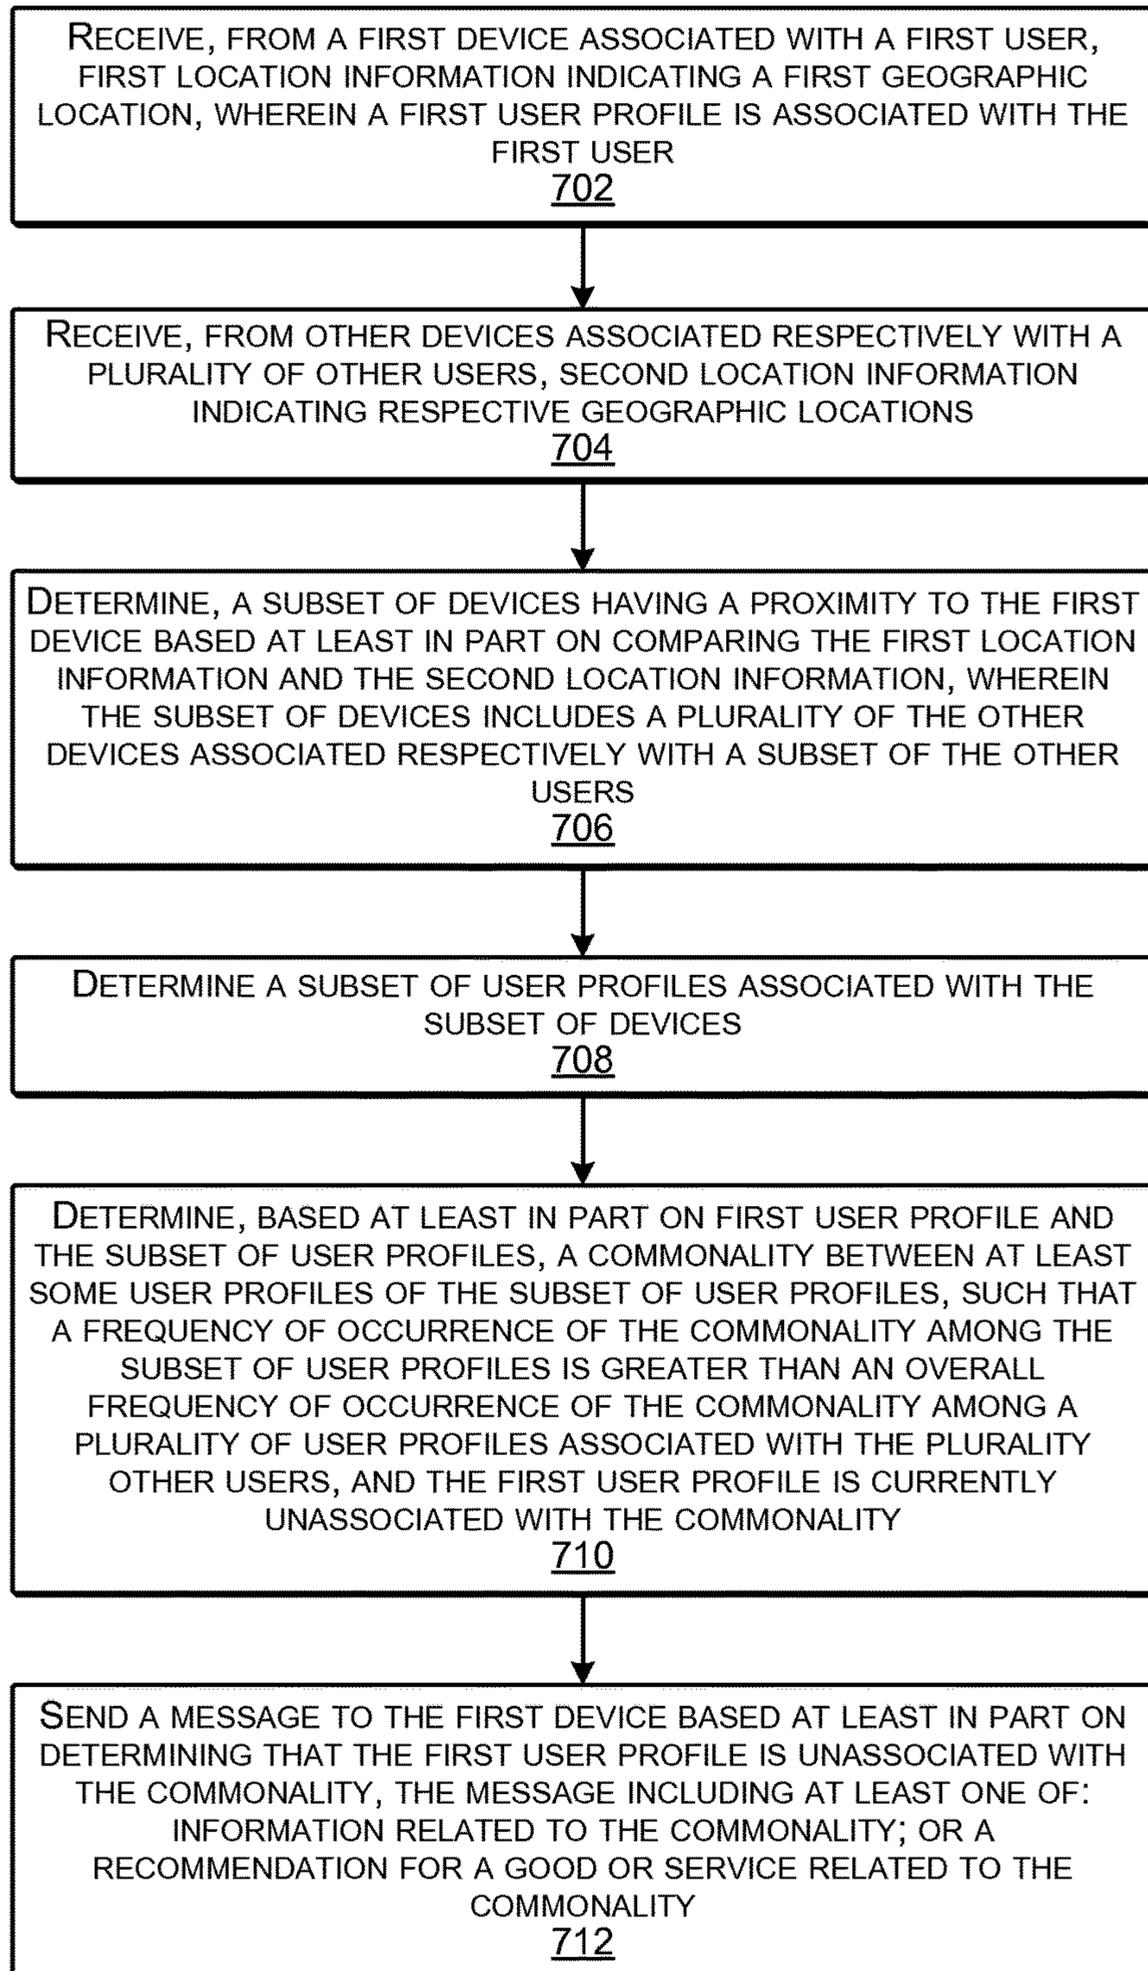 RECEIVE, FROM A FIRST DEVICE ASSOCIATED WITH A FIRST USER,
FIRST LOCATION INFORMATION INDICATING A FIRST GEOGRAPHIC
LOCATION, WHEREIN A FIRST USER PROFILE IS ASSOCIATED WITH THE
FIRST USER
702
RECEIVE, FROM OTHER DEVICES ASSOCIATED RESPECTIVELY WITH A
PLURALITY OF OTHER USERS, SECOND LOCATION INFORMATION
INDICATING RESPECTIVE GEOGRAPHIC LOCATIONS
704
DETERMINE, A SUBSET OF DEVICES HAVING A PROXIMITY TO THE FIRST
DEVICE BASED AT LEAST IN PART ON COMPARING THE FIRST LOCATION
INFORMATION AND THE SECOND LOCATION INFORMATION, WHEREIN
THE SUBSET OF DEVICES INCLUDES A PLURALITY OF THE OTHER
DEVICES ASSOCIATED RESPECTIVELY WITH A SUBSET OF THE OTHER
USERS
706
DETERMINE A SUBSET OF USER PROFILES ASSOCIATED WITH THE
SUBSET OF DEVICES
708
DETERMINE, BASED AT LEAST IN PART ON FIRST USER PROFILE AND
THE SUBSET OF USER PROFILES, A COMMONALITY BETWEEN AT LEAST
SOME USER PROFILES OF THE SUBSET OF USER PROFILES, SUCH THAT
A FREQUENCY OF OCCURRENCE OF THE COMMONALITY AMONG THE
SUBSET OF USER PROFILES IS GREATER THAN AN OVERALL
FREQUENCY OF OCCURRENCE OF THE COMMONALITY AMONG A
PLURALITY OF USER PROFILES ASSOCIATED WITH THE PLURALITY
OTHER USERS, AND THE FIRST USER PROFILE IS CURRENTLY
UNASSOCIATED WITH THE COMMONALITY
710
SEND A MESSAGE TO THE FIRST DEVICE BASED AT LEAST IN PART ON
DETERMINING THAT THE FIRST USER PROFILE IS UNASSOCIATED WITH
THE COMMONALITY, THE MESSAGE INCLUDING AT LEAST ONE OF:
INFORMATION RELATED TO THE COMMONALITY; OR A
RECOMMENDATION FOR A GOOD OR SERVICE RELATED TO THE
COMMONALITY
712